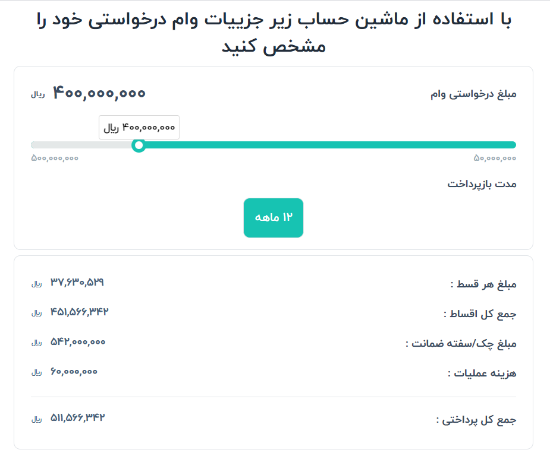 با استفاده از ماشین حساب زیر جزییات وام درخواستی خود را
مشخص کنید
مبلغ درخواستی وام ۴۰۰,۰۰۰,۰۰۰ ریال
۴۰۰,۰۰۰,۰۰۰ ریال
۵۰,۰۰۰,۰۰۰ ۵۰۰,۰۰۰,۰۰۰
مدت بازپرداخت
۱۲ ماهه
مبلغ هر قسط : ۳۷,۶۳۰,۵۲۹ ریال
جمع کل اقساط : ۴۵۱,۵۶۶,۳۴۲ ریال
مبلغ چک/سفته ضمانت : ۵۴۲,۰۰۰,۰۰۰ ریال
هزینه عملیات : ۶۰,۰۰۰,۰۰۰ ریال
جمع کل پرداختی : ۵۱۱,۵۶۶,۳۴۲ ریال